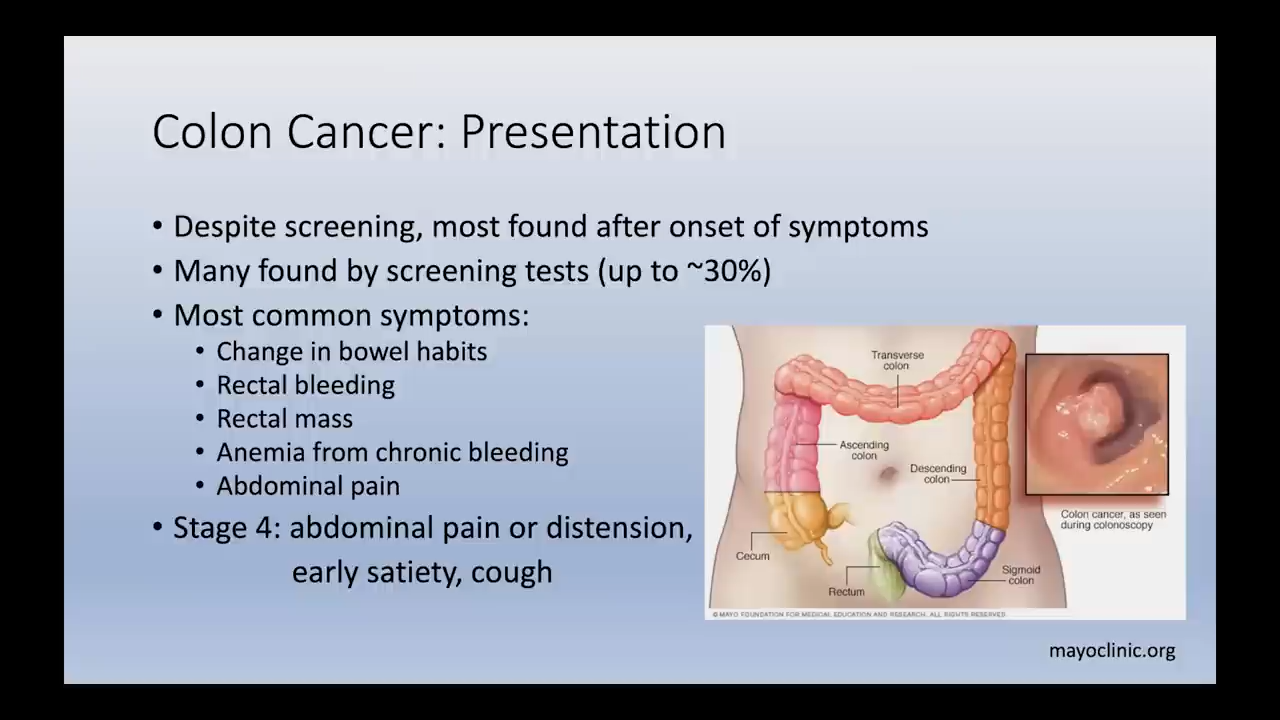 Colon Cancer: Presentation
• Despite screening, most found after onset of symptoms
• Many found by screening tests (up to ~30%)
• Most common symptoms:
• Change in bowel habits
• Rectal bleeding
• Rectal mass
• Anemia from chronic bleeding
• Abdominal pain
• Stage 4: abdominal pain or distension,
early satiety, cough
Transverse
colon
Ascending
colon
Descending
colon
Cecum
Rectum
Sigmoid
colon
Colon cancer, as seen
during colonoscopy
© MAYO FOUNDATION FOR MEDICAL EDUCATION AND RESEARCH. ALL RIGHTS RESERVED.
mayoclinic.org